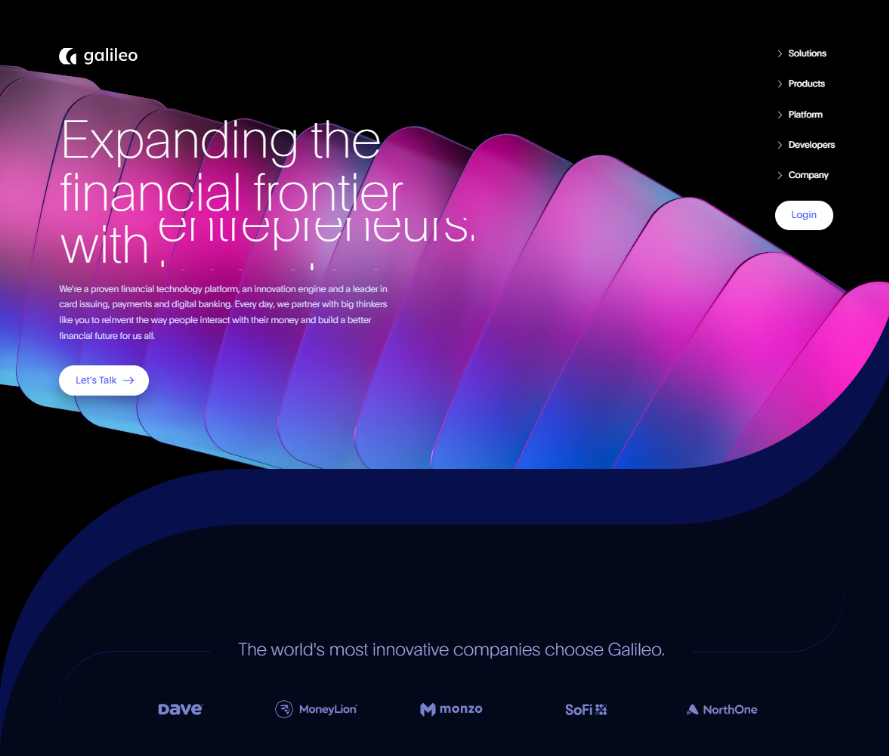 galileo
Solutions
Products
Platform
Developers
Company
Login
Expanding the
financial frontier
with entrepreneurs.
We're a proven financial technology platform, an innovation engine and a leader in
card issuing, payments and digital banking. Every day, we partner with big thinkers
like you to reinvent the way people interact with their money and build a better
financial future for us all.
Let's Talk
The world's most innovative companies choose Galileo.
DAVE
MoneyLion
monzo
SoFi
NorthOne